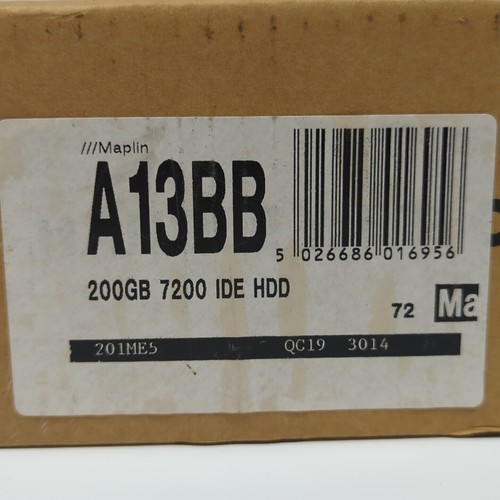 ///Maplin
A13BB
5 026686 016956
200GB 7200 IDE HDD
72 Ma
201ME5 QC19 3014